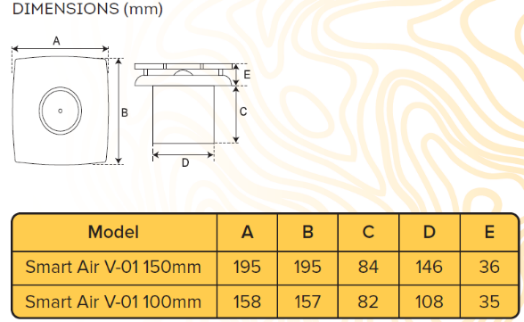 DIMENSIONS (mm)
A
B
E
C
D
Model A B C D E
Smart Air V-01 150mm 195 195 84 146 36
Smart Air V-01 100mm 158 157 82 108 35